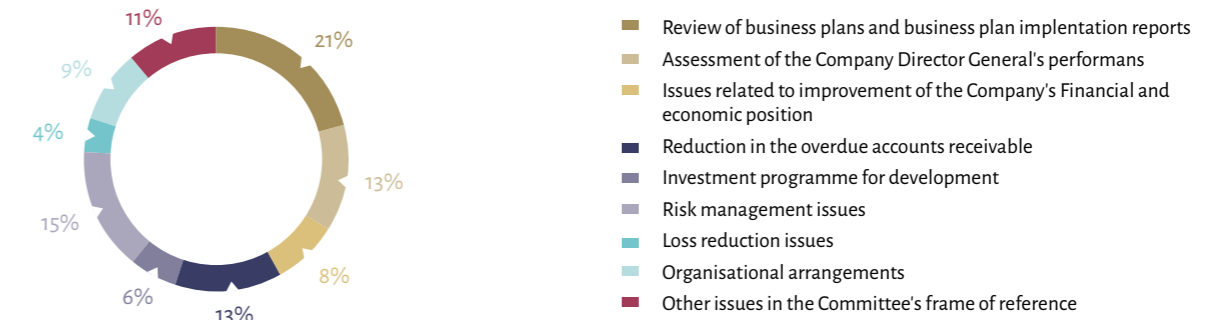 11%
21%
9%
4%
13%
15%
8%
6%
13%
Review of business plans and business plan implentation reports
Assessment of the Company Director General's performans
Issues related to improvement of the Company's Financial and
economic position
Reduction in the overdue accounts receivable
Investment programme for development
Risk management issues
Loss reduction issues
Organisational arrangements
Other issues in the Committee's frame of reference